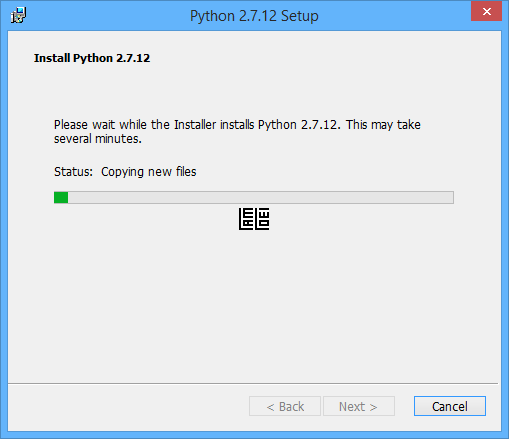 Python 2.7.12 Setup
Install Python 2.7.12
Please wait while the Installer installs Python 2.7.12. This may take
several minutes.
Status: Copying new files
< Back
Next >
Cancel